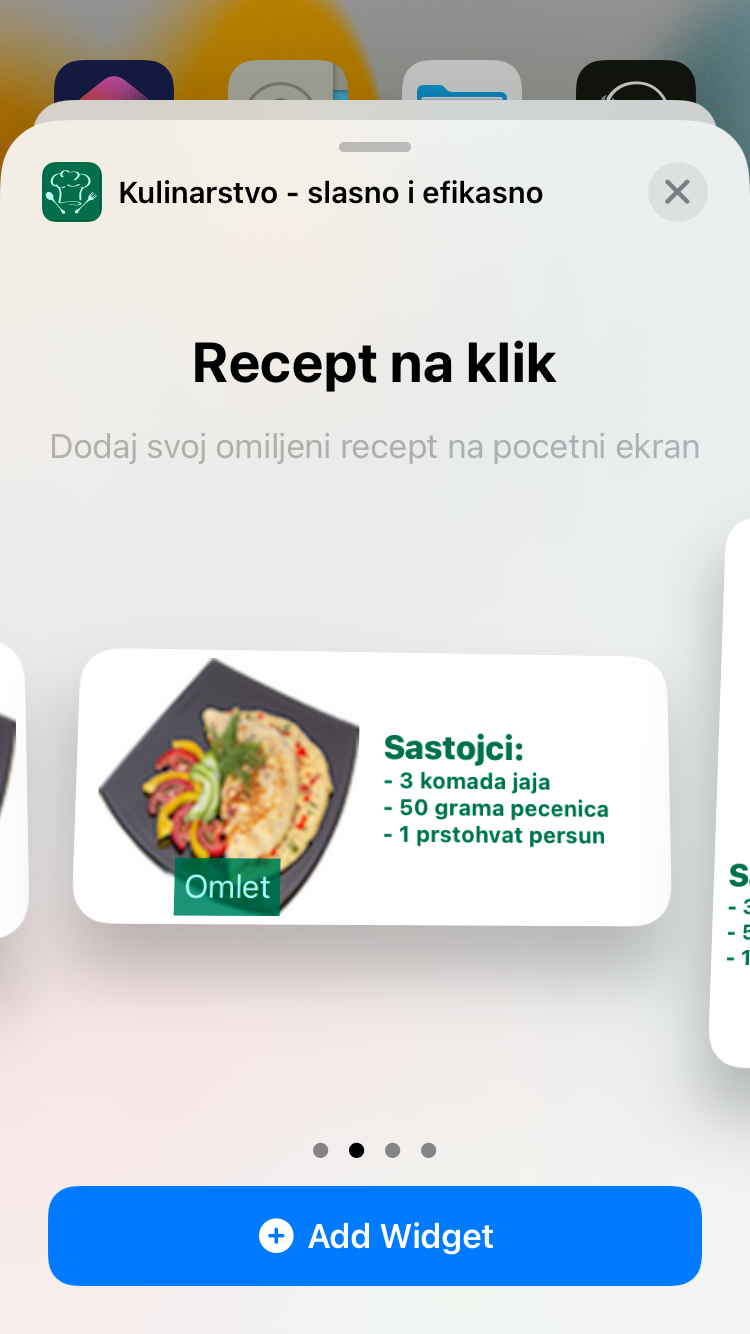 Kulinarstvo - slasno i efikasno
Recept na klik
Dodaj svoj omiljeni recept na pocetni ekran
Sastojci:
- 3 komada jaja
- 50 grama pecenica
- 1 prstohvat persun
Omlet
Add Widget